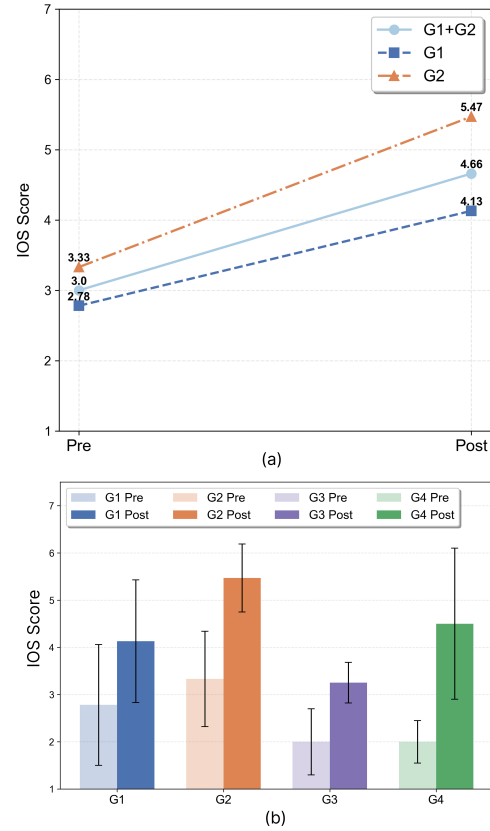 7
G1+G2
G1
G2
6
5.47
5
4.66
IOS Score
4.13
4
3.33
3.0
3
2.78
2
1
Pre
Post
(a)
G1 Pre
G2 Pre
G3 Pre
G4 Pre
G1 Post
G2 Post
G3 Post
G4 Post
7
6
5
IOS Score
4
3
2
1
G1
G2
G3
G4
(b)